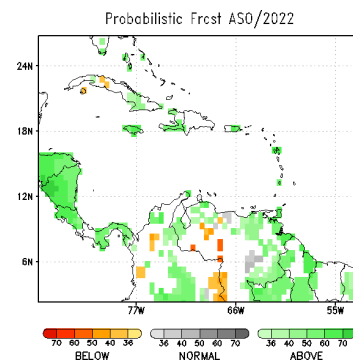 Probabilistic Frcst ASO/2022
24N
18N
12N
6N
77W 66W 55W
70 60 50 40 36 36 40 50 60 70 36 40 50 60 70
BELOW NORMAL ABOVE